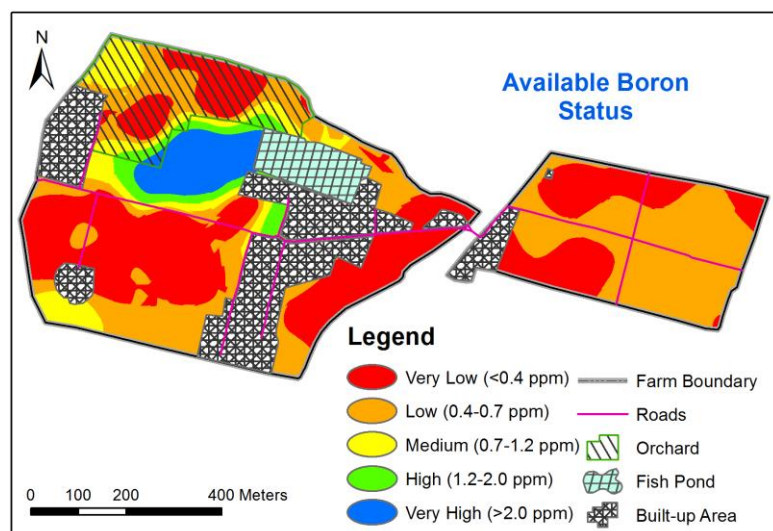 N
Available Boron
Status
Legend
Very Low (<0.4 ppm)
Low (0.4-0.7 ppm)
Medium (0.7-1.2 ppm)
High (1.2-2.0 ppm)
Very High (>2.0 ppm)
Farm Boundary
Roads
Orchard
Fish Pond
Built-up Area
0 100 200 400 Meters